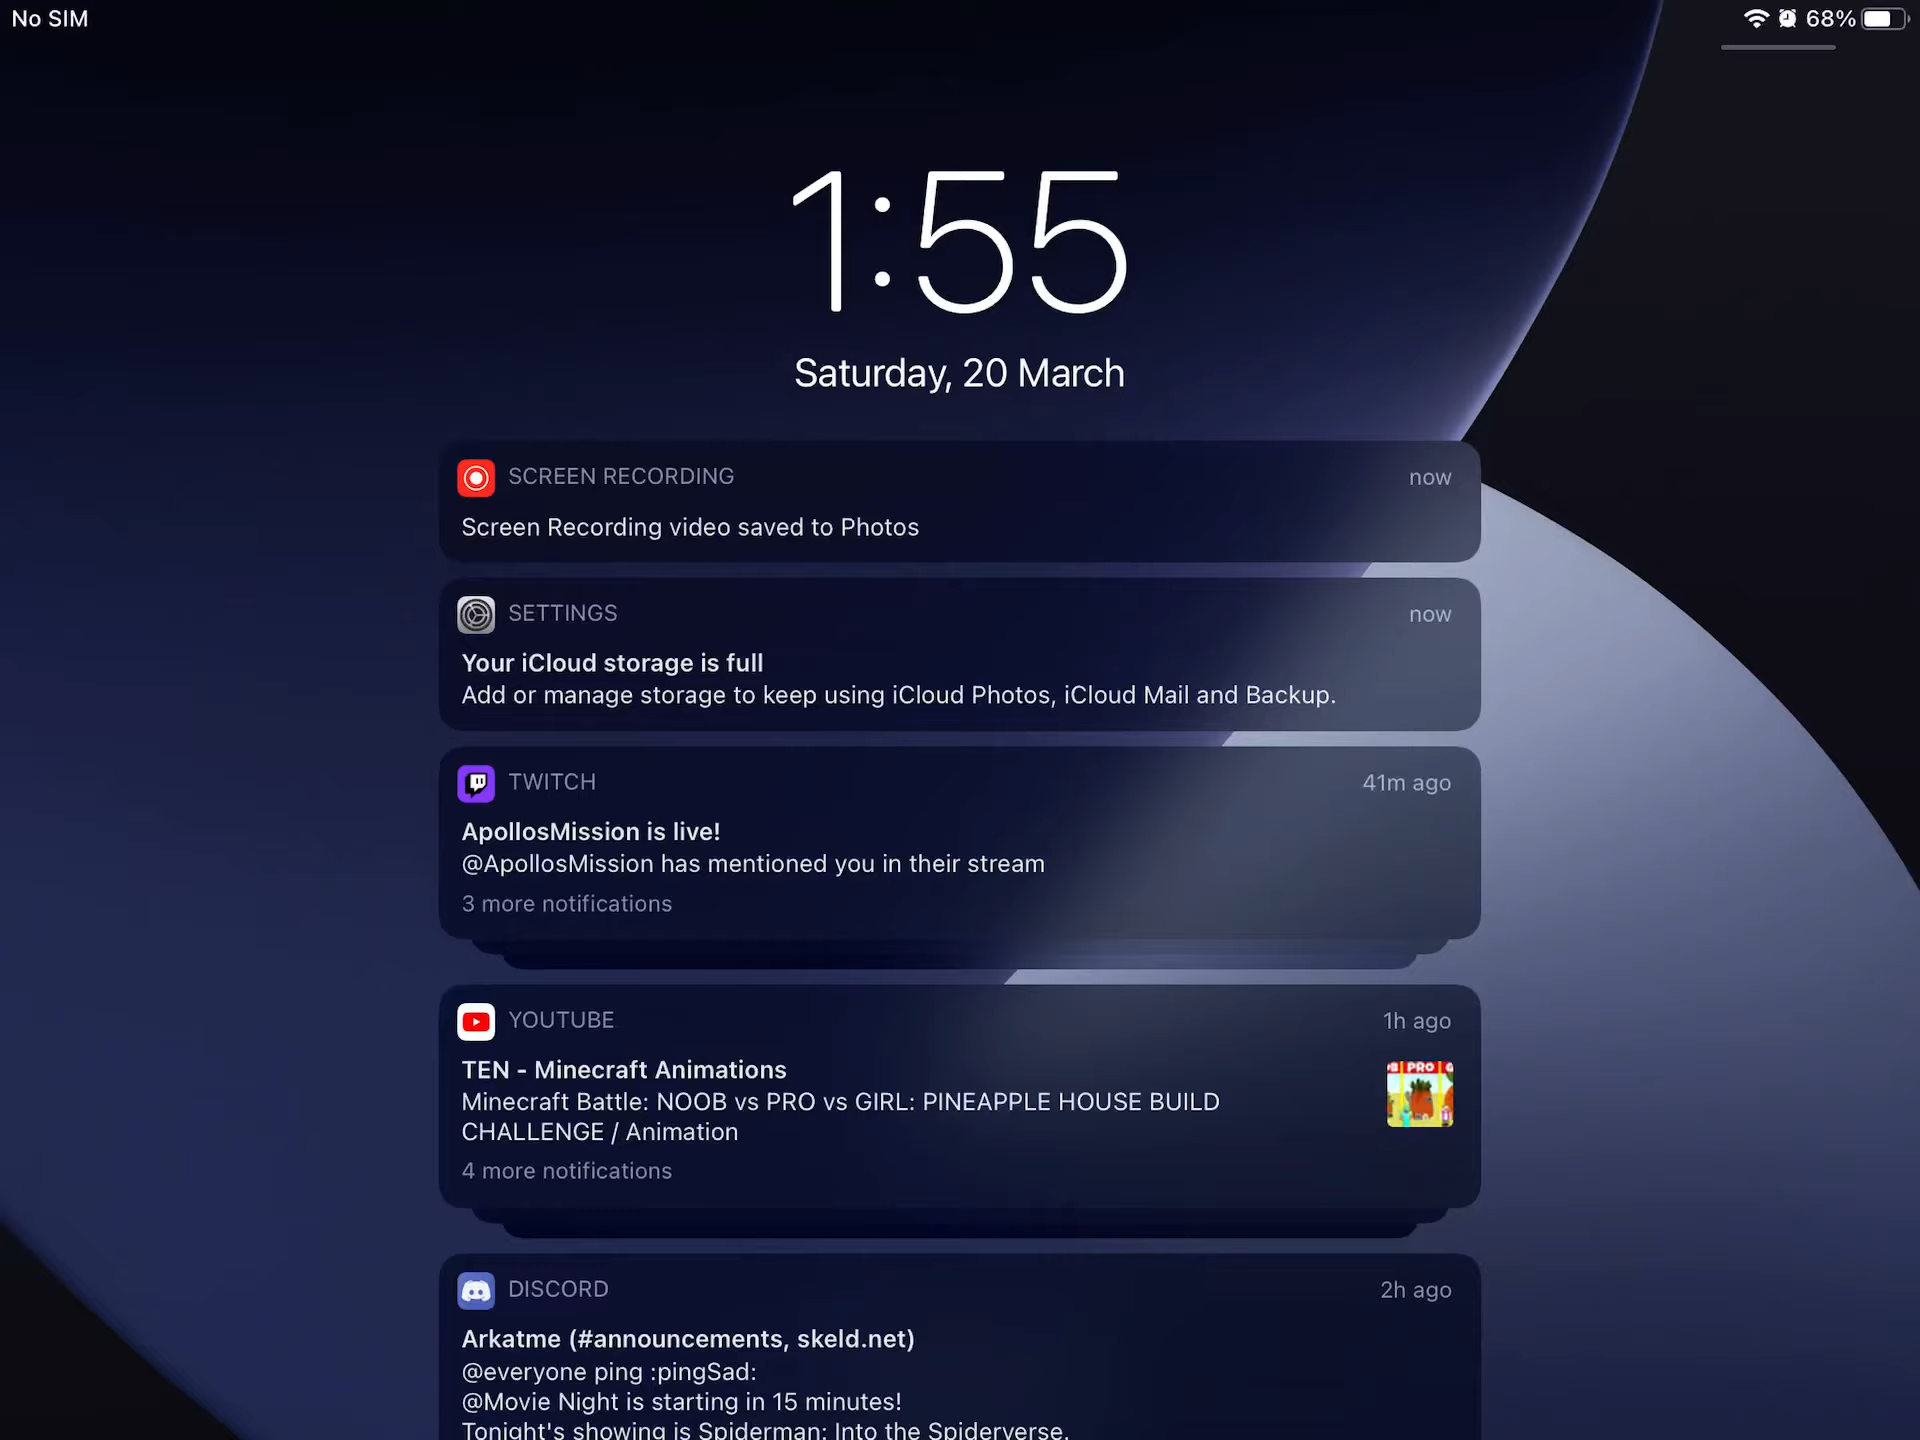 No SIM
68%
1:55
Saturday, 20 March
SCREEN RECORDING
now
Screen Recording video saved to Photos
SETTINGS
now
Your iCloud storage is full
Add or manage storage to keep using iCloud Photos, iCloud Mail and Backup.
TWITCH
41m ago
ApollosMission is live!
@ApollosMission has mentioned you in their stream
3 more notifications
YOUTUBE
1h ago
TEN - Minecraft Animations
Minecraft Battle: NOOB vs PRO vs GIRL: PINEAPPLE HOUSE BUILD
CHALLENGE / Animation
PRO
4 more notifications
DISCORD
2h ago
Arkatme (#announcements, skeld.net)
@everyone ping :pingSad:
@Movie Night is starting in 15 minutes!
Tonight's showing is Spiderman: Into the Spiderverse.